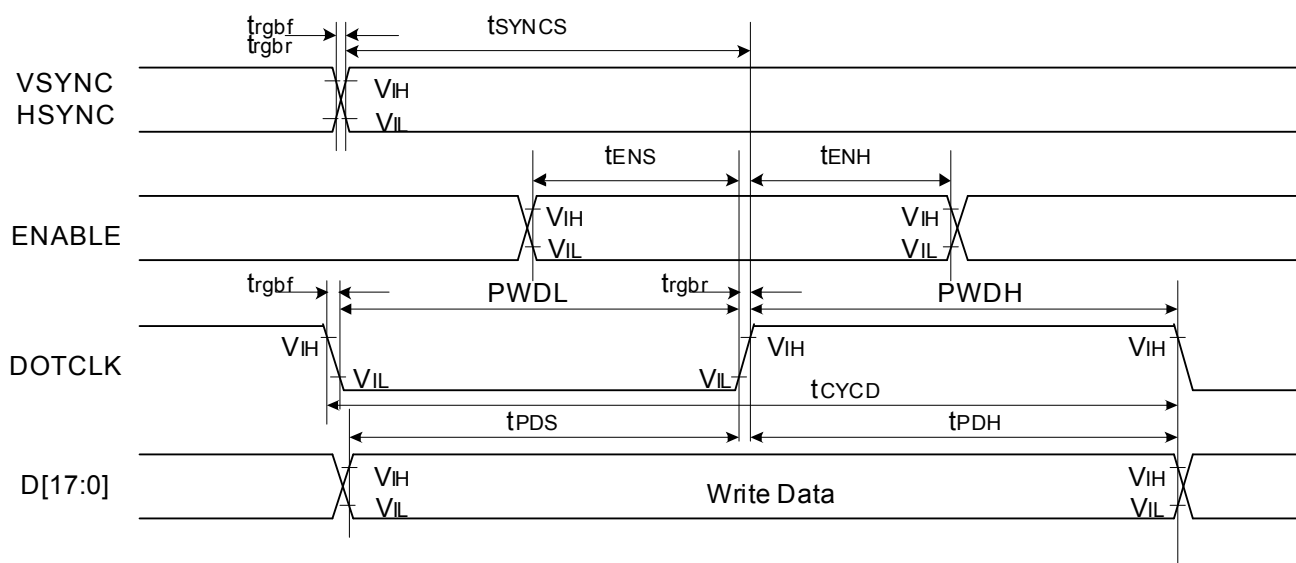 trgbf
trgbr
tSYNCS
VSYNC
HSYNC
VIH
VIL
tENS
tENH
ENABLE
VIH
VIL
VIH
VIL
trgbf
PWDL
trgbr
PWDH
DOTCLK
VIH
VIL
VIL
VIH
VIH
tCYCD
tPDS
tPDH
D[17:0]
VIH
VIL
Write Data
VIH
VIL